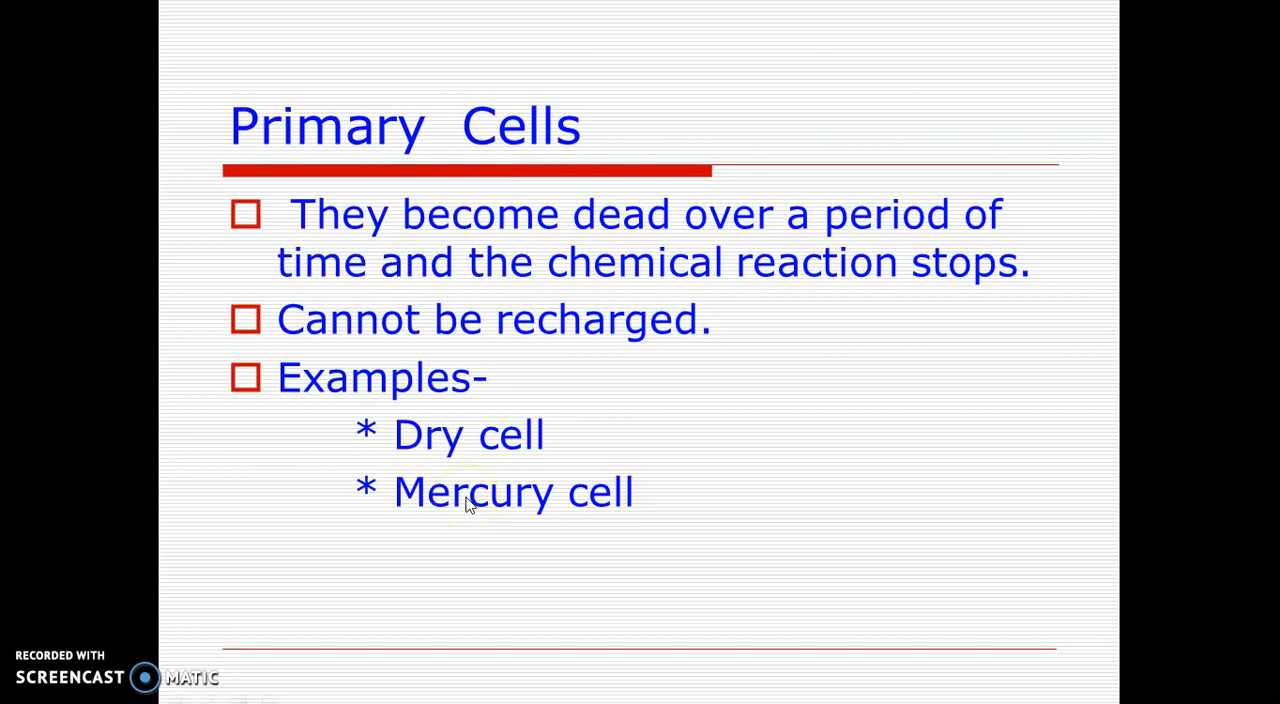 Primary Cells
They become dead over a period of
time and the chemical reaction stops.
Cannot be recharged.
Examples-
* Dry cell
* Mercury cell
RECORDED WITH
SCREENCAST MATIC